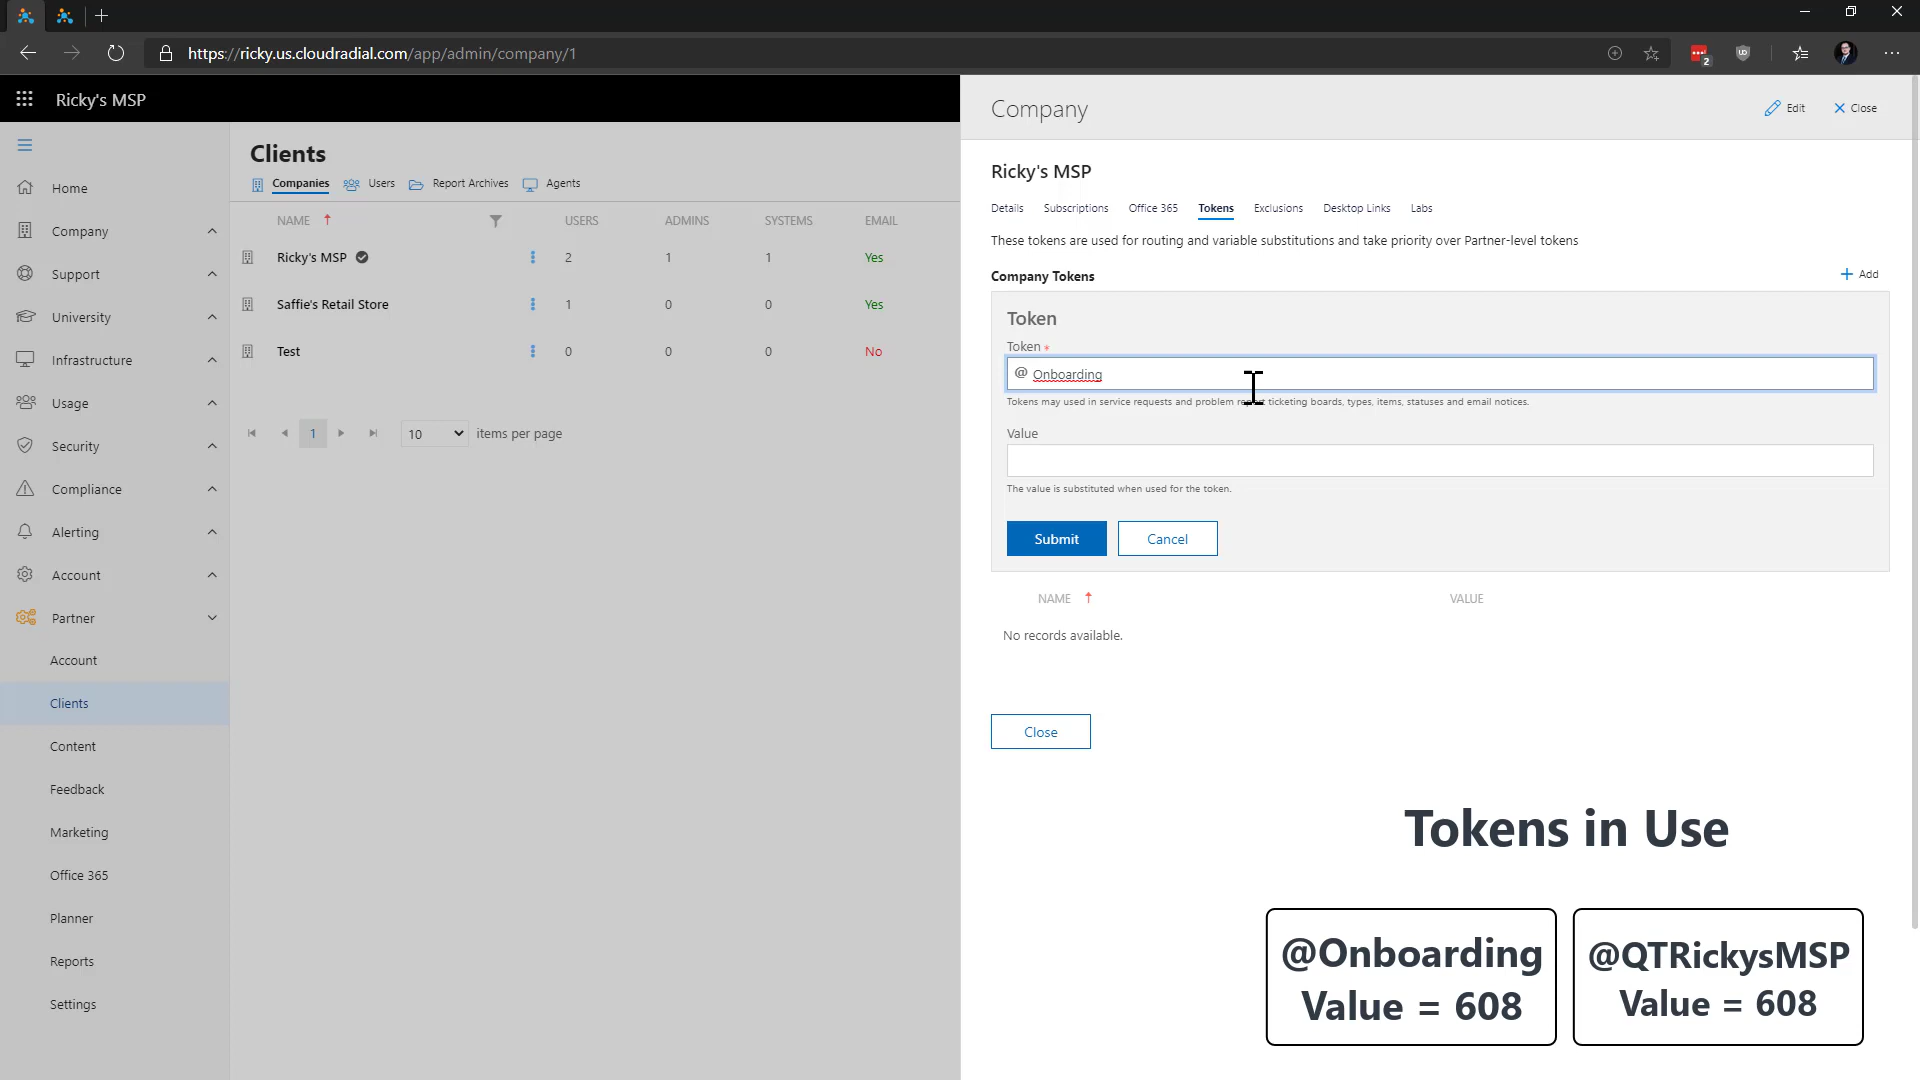 https://ricky.us.cloudradial.com/app/admin/company/1
2
UD
Ricky's MSP
Home
Company
Support
University
Infrastructure
Usage
Security
Compliance
Alerting
Account
Partner
Account
Clients
Content
Feedback
Marketing
Office 365
Planner
Reports
Settings
Clients
Companies Users Report Archives Agents
NAME USERS ADMINS SYSTEMS EMAIL
Ricky's MSP 2 1 1 Yes
Saffie's Retail Store 1 0 0 Yes
Test 0 0 0 No
1 10 items per page
Company
Edit Close
Ricky's MSP
Details Subscriptions Office 365 Tokens Exclusions Desktop Links Labs
These tokens are used for routing and variable substitutions and take priority over Partner-level tokens
Company Tokens
Add
Token
Token *
@ Onboarding
Tokens may used in service requests and problem ticketing boards, types, items, statuses and email notices.
Value
The value is substituted when used for the token.
Submit Cancel
NAME VALUE
No records available.
Close
Tokens in Use
@Onboarding
Value = 608
@QTRickysMSP
Value = 608